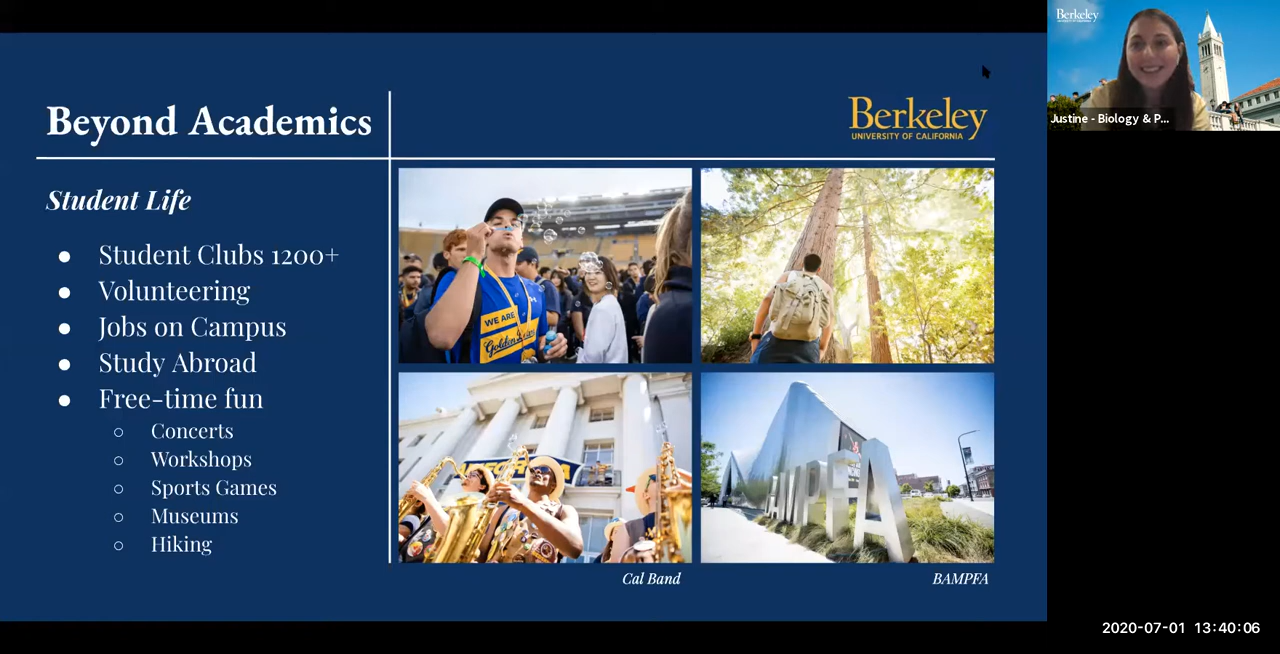 Beyond Academics
Berkeley
UNIVERSITY OF CALIFORNIA
Student Life
● Student Clubs 1200+
● Volunteering
● Jobs on Campus
● Study Abroad
● Free-time fun
○ Concerts
○ Workshops
○ Sports Games
○ Museums
○ Hiking
WE ARE
Golden
BAMPFA
Cal Band
BAMPFA
Berkeley
Justine - Biology & P...
2020-07-01 13:40:06